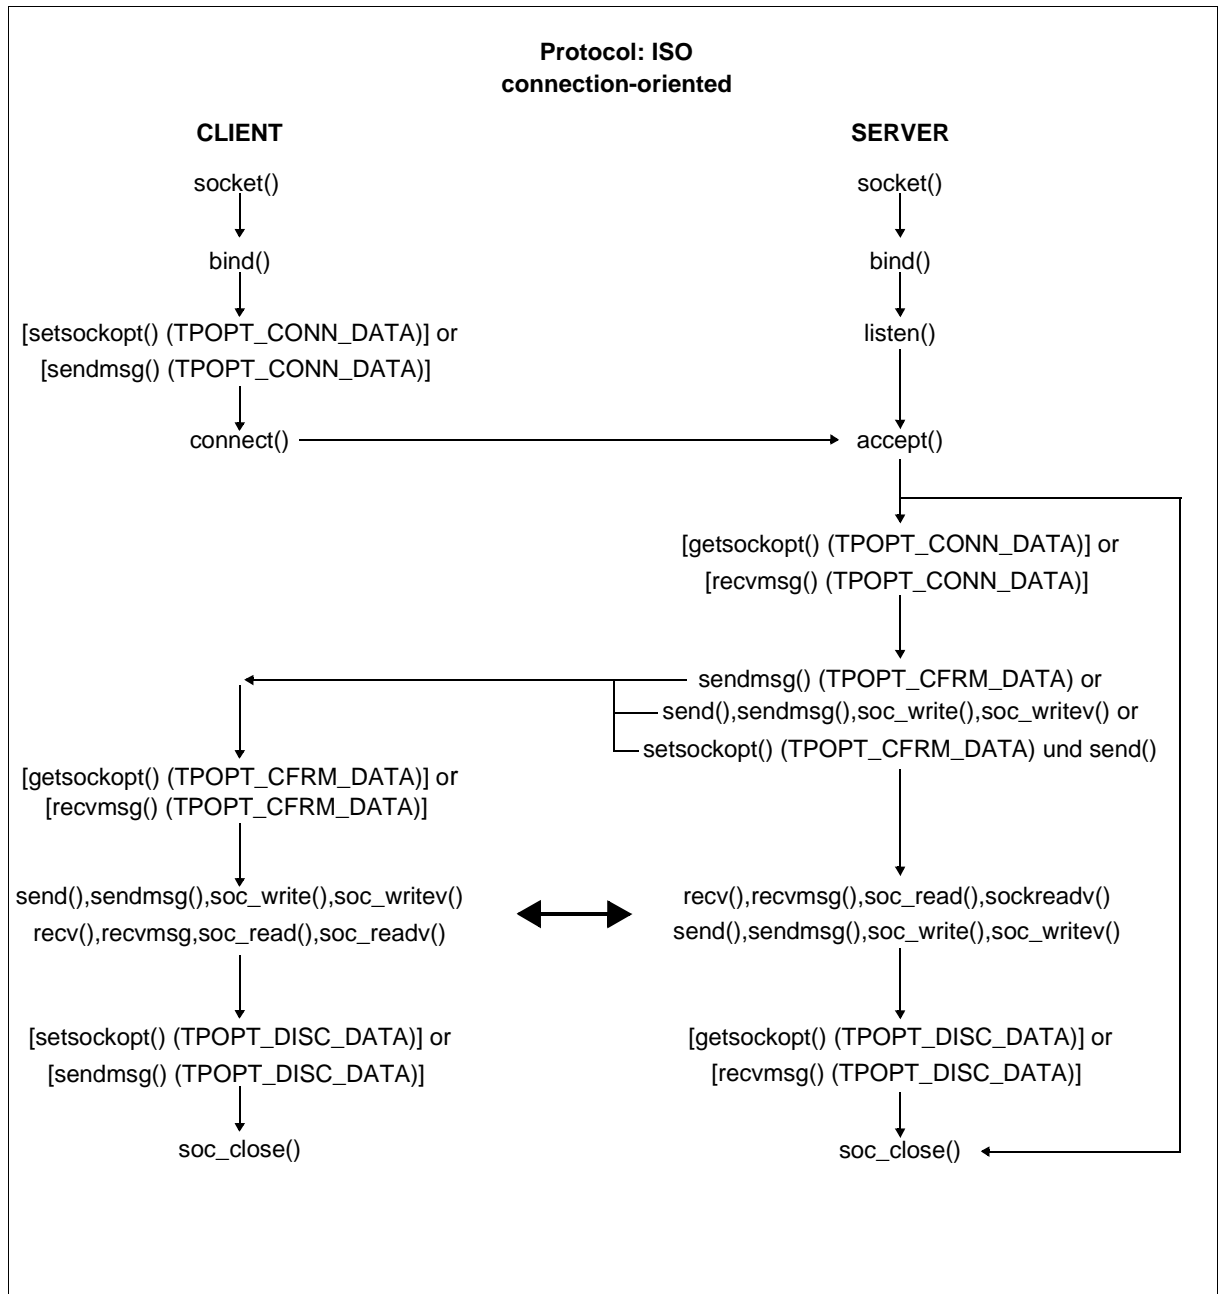 Protocol: ISO
connection-oriented
CLIENT
SERVER
socket()
socket()
bind()
bind()
[setsockopt() (TPOPT_CONN_DATA)] or
[sendmsg() (TPOPT_CONN_DATA)]
listen()
connect()
accept()
[getsockopt() (TPOPT_CONN_DATA)] or
[recvmsg() (TPOPT_CONN_DATA)]
sendmsg() (TPOPT_CFRM_DATA) or
send(),sendmsg(),soc_write(),soc_writev() or
setsockopt() (TPOPT_CFRM_DATA) und send()
[getsockopt() (TPOPT_CFRM_DATA)] or
[recvmsg() (TPOPT_CFRM_DATA)]
send(),sendmsg(),soc_write(),soc_writev()
recv(),recvmsg,soc_read(),soc_readv()
recv(),recvmsg(),soc_read(),sockreadv()
send(),sendmsg(),soc_write(),soc_writev()
[setsockopt() (TPOPT_DISC_DATA)] or
[sendmsg() (TPOPT_DISC_DATA)]
[getsockopt() (TPOPT_DISC_DATA)] or
[recvmsg() (TPOPT_DISC_DATA)]
soc_close()
soc_close()